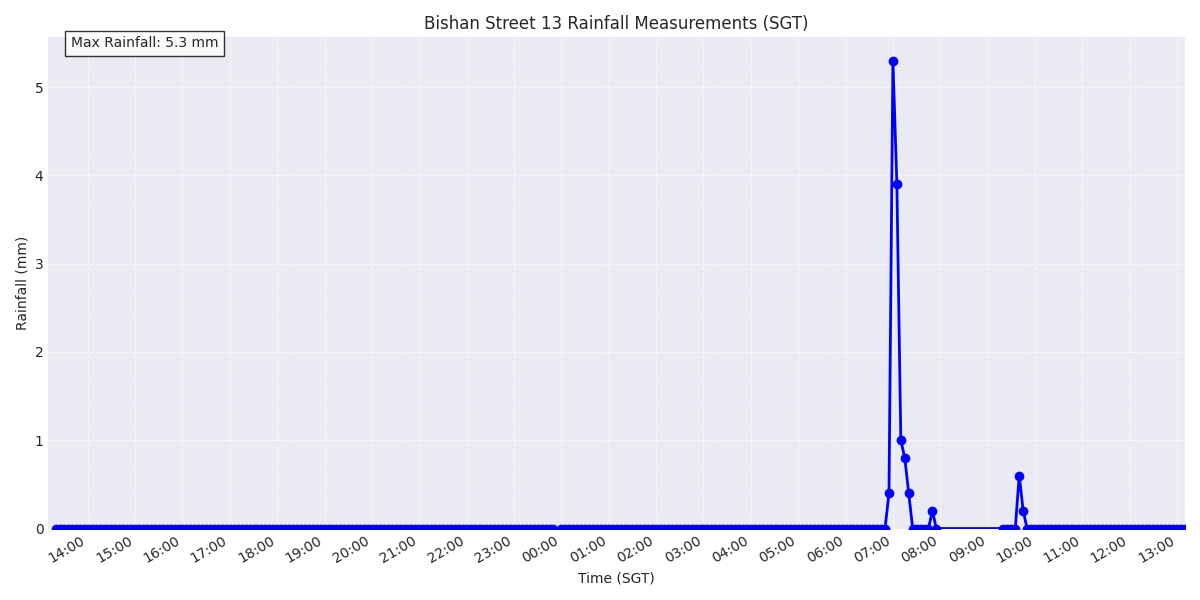 Bishan Street 13 Rainfall Measurements (SGT)
Max Rainfall: 5.3 mm
Rainfall (mm)
5
4
3
2
1
0
14:00 15:00 16:00 17:00 18:00 19:00 20:00 21:00 22:00 23:00 00:00 01:00 02:00 03:00 04:00 05:00 06:00 07:00 08:00 09:00 10:00 11:00 12:00 13:00
Time (SGT)